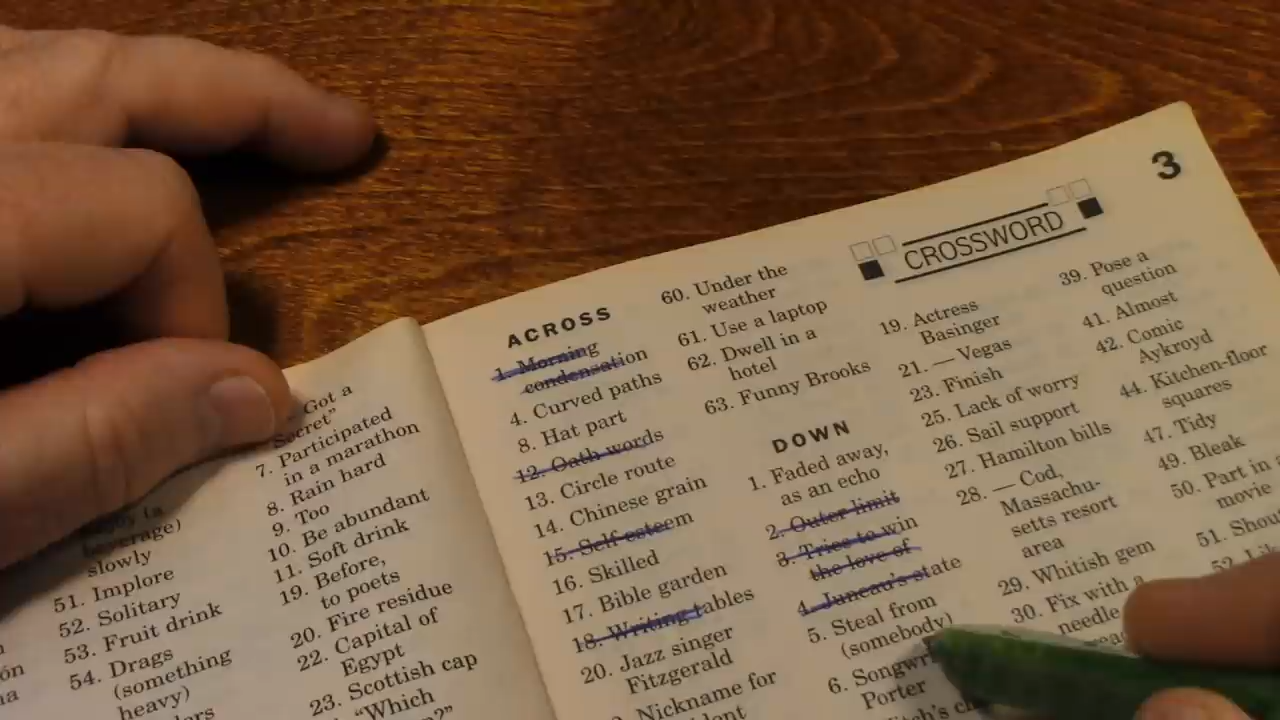 3
CROSSWORD
Got a
Secret"
7. Participated
in a marathon
8. Rain hard
9. Too
10. Be abundant
11. Soft drink
19. Before,
to poets
20. Fire residue
22. Capital of
Egypt
23. Scottish cap
"Which
slowly
51. Implore
52. Solitary
53. Fruit drink
54. Drags
(something
heavy)
ACROSS
1. Morning
condensation
4. Curved paths
8. Hat part
12. Oath words
13. Circle route
14. Chinese grain
15. Self-esteem
16. Skilled
17. Bible garden
18. Writing tables
20. Jazz singer
Fitzgerald
Nickname for
60. Under the
weather
61. Use a laptop
62. Dwell in a
hotel
63. Funny Brooks
DOWN
1. Faded away,
as an echo
2. Outer limit
3. Tries to win
the love of
4. Juneau's state
5. Steal from
(somebody)
6.
Porter
19. Actress
Basinger
21. — Vegas
23. Finish
25. Lack of worry
26. Sail support
27. Hamilton bills
28. — Cod,
Massachu-
setts resort
area
29. Whitish gem
30. Fix with a
needle
39. Pose a
question
41. Almost
42. Comic
Aykroyd
44. Kitchen-floor
squares
47. Tidy
49. Bleak
50. Part in a
movie
51.
52.